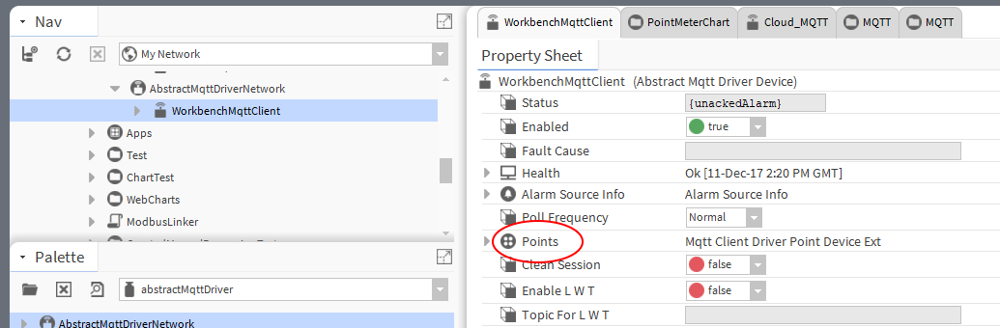 Nav
My Network
AbstractMqttDriverNetwork
WorkbenchMqttClient
Apps
Test
ChartTest
WebCharts
ModbusLinker
Palette
abstractMqttDriver
AbstractMqttDriverNetwork
WorkbenchMqttClient PointMeterChart Cloud_MQTT MQTT MQTT
Property Sheet
WorkbenchMqttClient (Abstract Mqtt Driver Device)
Status {unackedAlarm}
Enabled true
Fault Cause
Health Ok [11-Dec-17 2:20 PM GMT]
Alarm Source Info Alarm Source Info
Poll Frequency Normal
Points Mqtt Client Driver Point Device Ext
Clean Session false
Enable L W T false
Topic For L W T